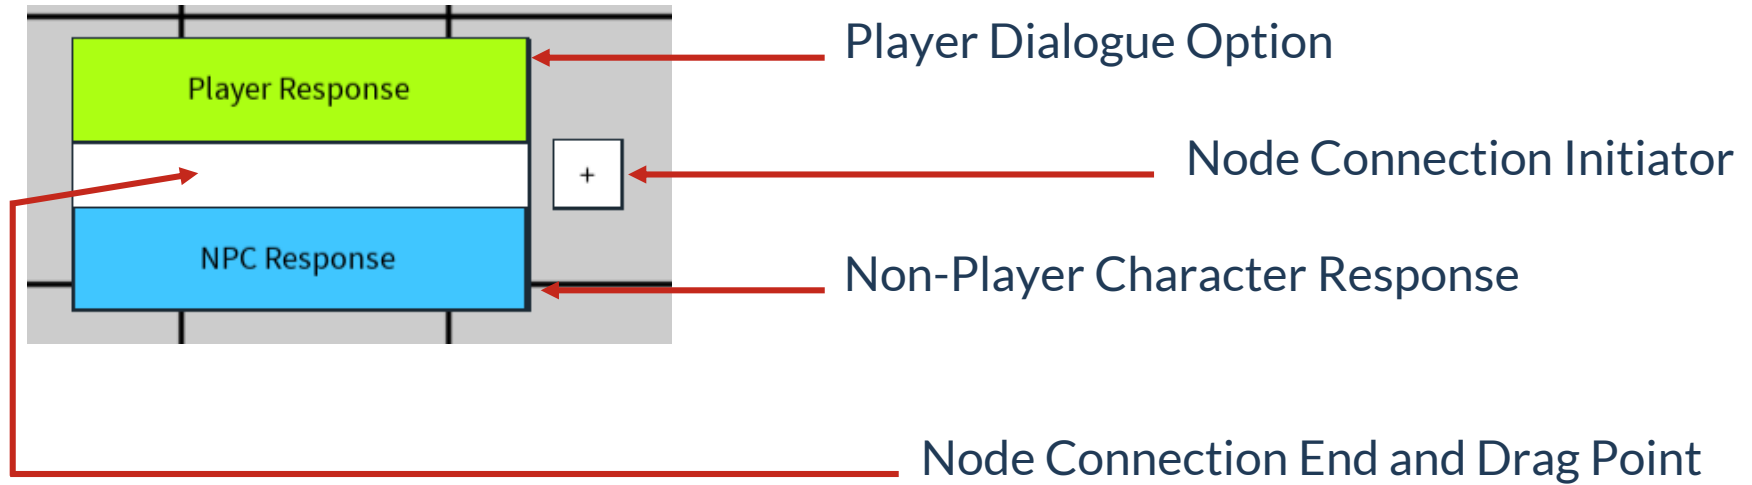 Player Dialogue Option
Player Response
Node Connection Initiator
+
NPC Response
Non-Player Character Response
Node Connection End and Drag Point